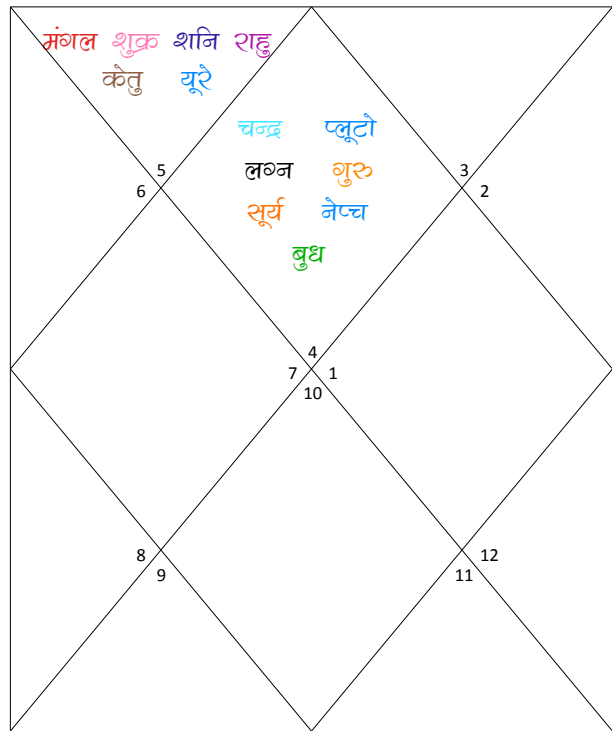 मंगल शुक्र शनि राहु
केतु यूरे
चन्द्र प्लूटो
लग्न गुरु
सूर्य नेप्च
बुध
5 3
6 2
4
7 1
10
8 12
9 11